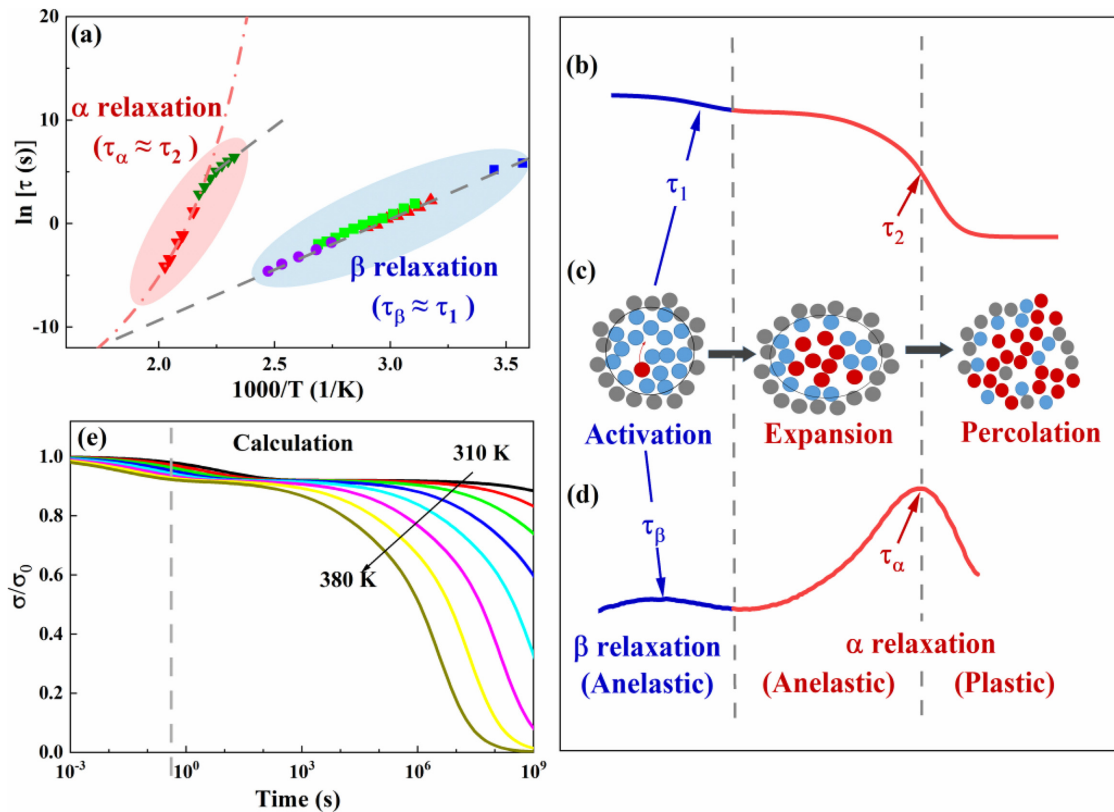 (a)
20
10
0
-10
ln [τ (s)]
α relaxation
(τα ≈ τ2)
β relaxation
(τβ ≈ τ1)
2.0 2.5 3.0 3.5
1000/T (1/K)
(b)
τ1
τ2
(c)
Activation
Expansion
Percolation
(d)
τβ
τα
β relaxation
(Anelastic)
α relaxation
(Anelastic) (Plastic)
(e)
Calculation
310 K
380 K
1.0
0.8
0.6
0.4
0.2
0.0
σ/σ0
10-3 100 103 106 109
Time (s)